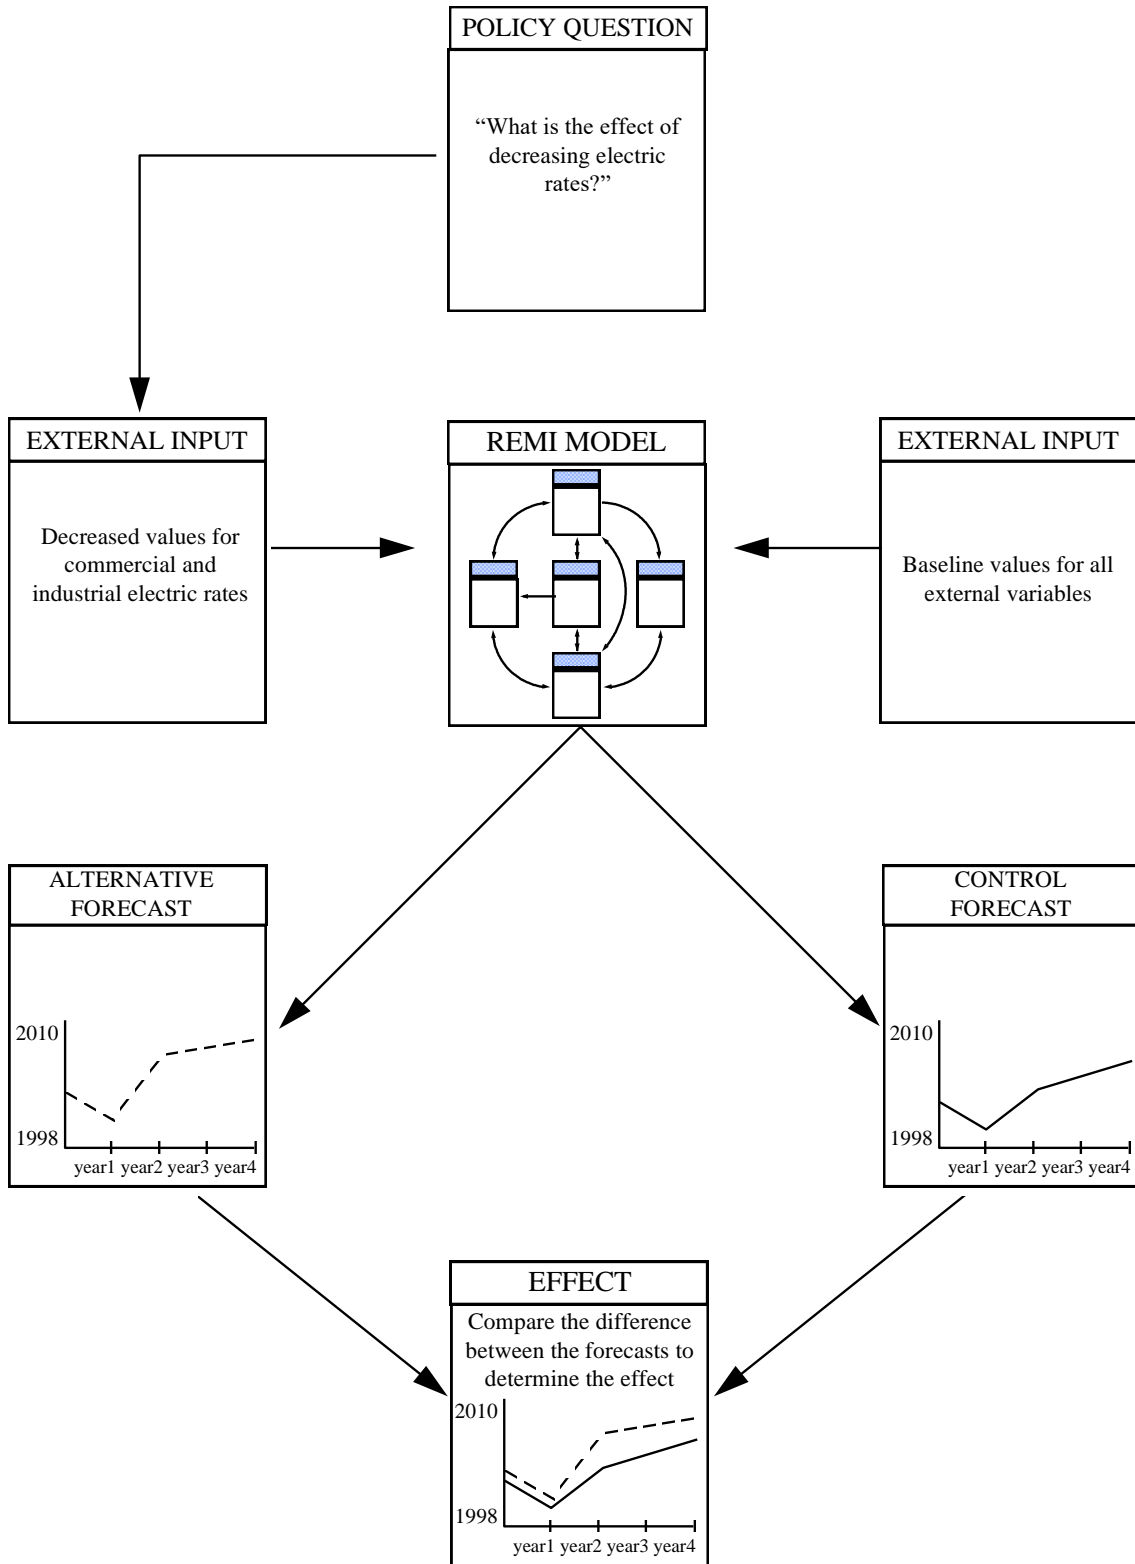 POLICY QUESTION
“What is the effect of
decreasing electric
rates?”
EXTERNAL INPUT
Decreased values for
commercial and
industrial electric rates
REMI MODEL
EXTERNAL INPUT
Baseline values for all
external variables
ALTERNATIVE
FORECAST
2010
1998
year1 year2 year3 year4
CONTROL
FORECAST
2010
1998
year1 year2 year3 year4
EFFECT
Compare the difference
between the forecasts to
determine the effect
2010
1998
year1 year2 year3 year4